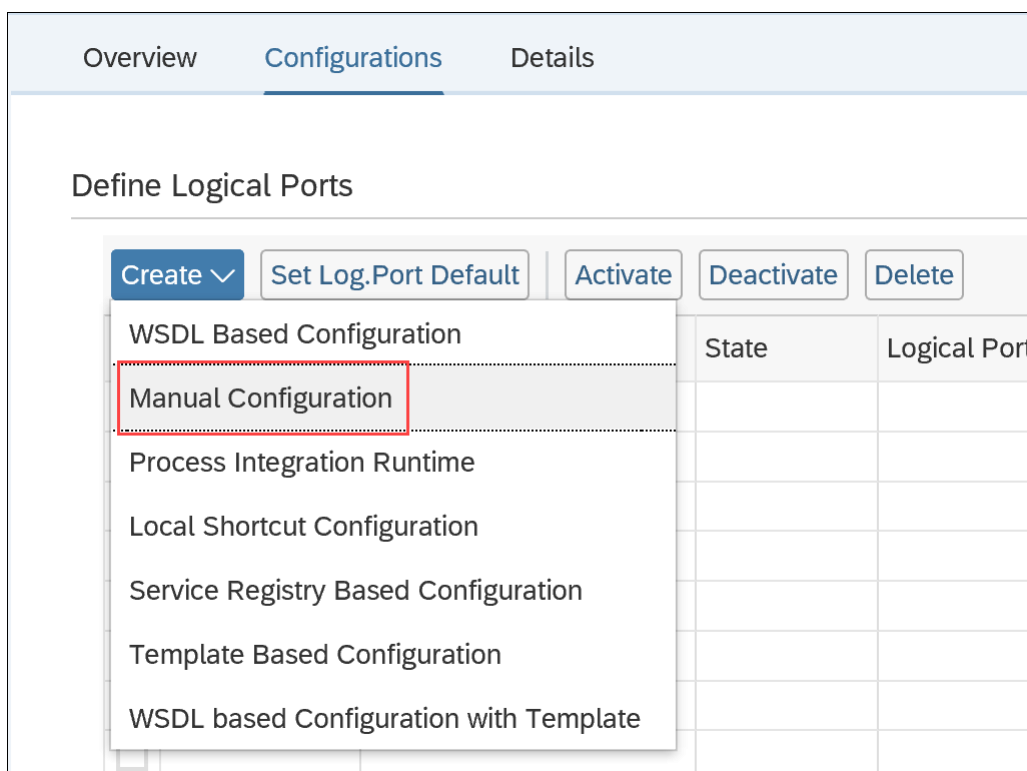 Overview Configurations Details
Define Logical Ports
Create Set Log.Port Default Activate Deactivate Delete
WSDL Based Configuration
State Logical Port
Manual Configuration
Process Integration Runtime
Local Shortcut Configuration
Service Registry Based Configuration
Template Based Configuration
WSDL based Configuration with Template